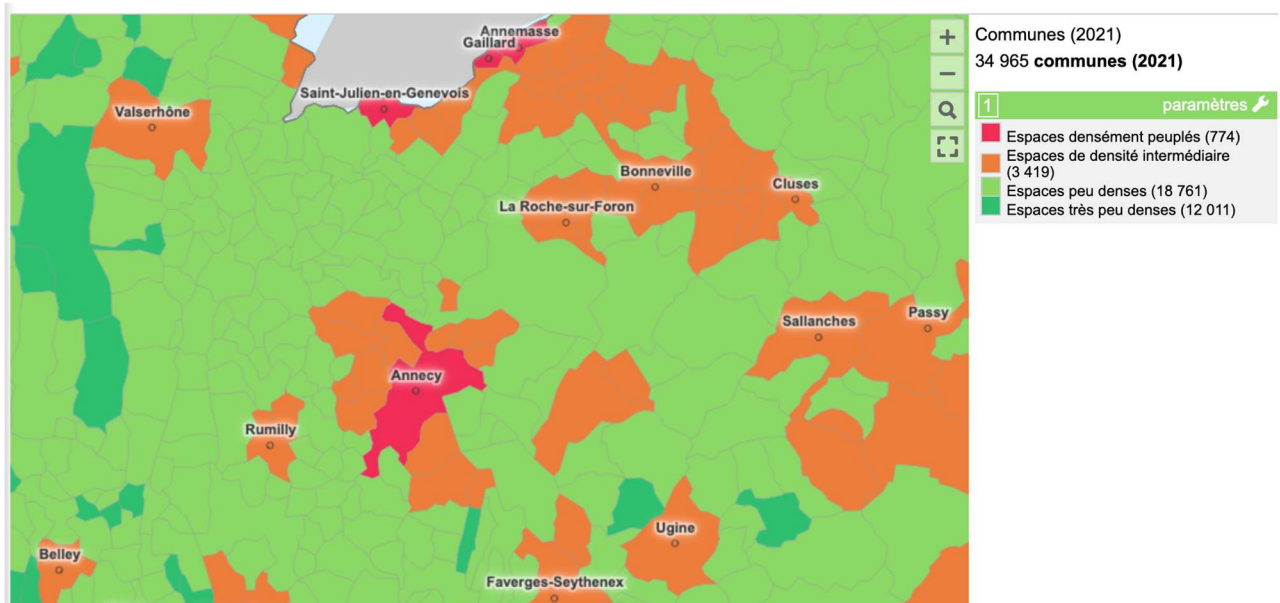 Annemasse
Gaillard
Saint-Julien-en-Genevois
Valserhône
Bonneville
Cluses
La Roche-sur-Foron
Sallanches
Passy
Annecy
Rumilly
Ugine
Belley
Faverges-Seythenex
+
−
Communes (2021)
34 965 communes (2021)
1 paramètres
Espaces densément peuplés (774)
Espaces de densité intermédiaire
(3 419)
Espaces peu denses (18 761)
Espaces très peu denses (12 011)